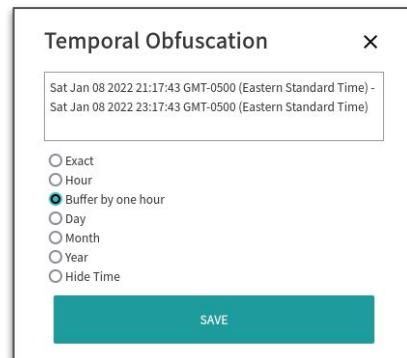 Temporal Obfuscation
Sat Jan 08 2022 21:17:43 GMT-0500 (Eastern Standard Time) -
Sat Jan 08 2022 23:17:43 GMT-0500 (Eastern Standard Time)
Exact
Hour
Buffer by one hour
Day
Month
Year
Hide Time
SAVE